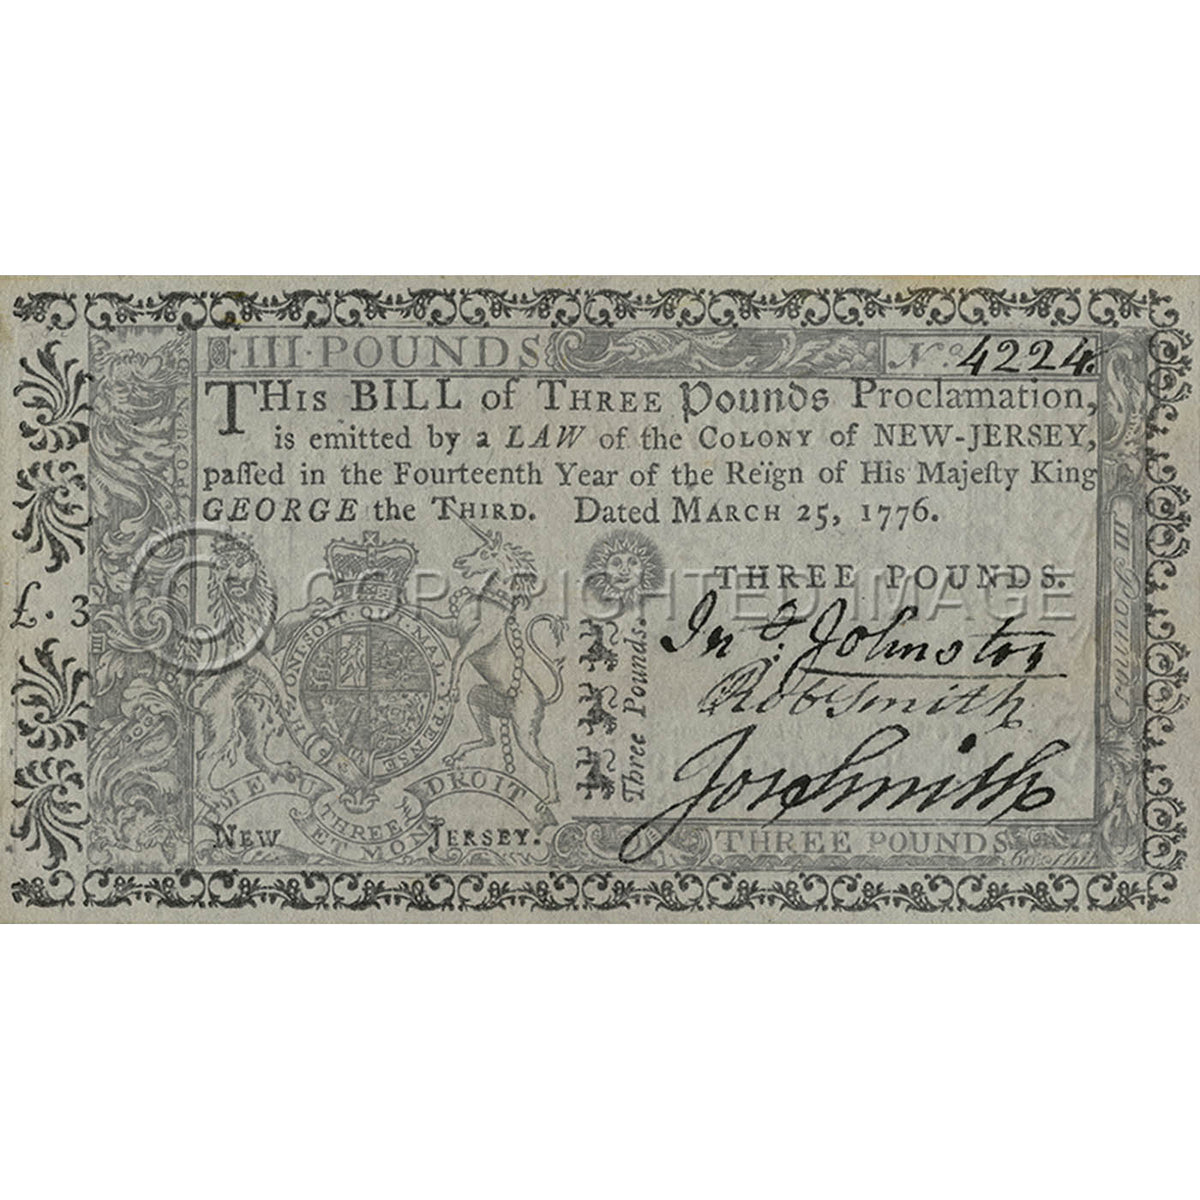 III·POUNDS
No. 4224.
THIS BILL of THREE Pounds Proclamation,
is emitted by a LAW of the COLONY of NEW-JERSEY,
paſſed in the Fourteenth Year of the Reïgn of His Majeſty King
GEORGE the THIRD. Dated MARCH 25, 1776.
© COPYRIGHTED IMAGE
THREE POUNDS.
£. 3
HONI SOIT QUI MAL Y PENSE
Three Pounds.
III Pounds
Jno. Johnston
Rob Smith
Jos Smith
DIEU ET MON DROIT
THREE
NEW JERSEY.
THREE POUNDS